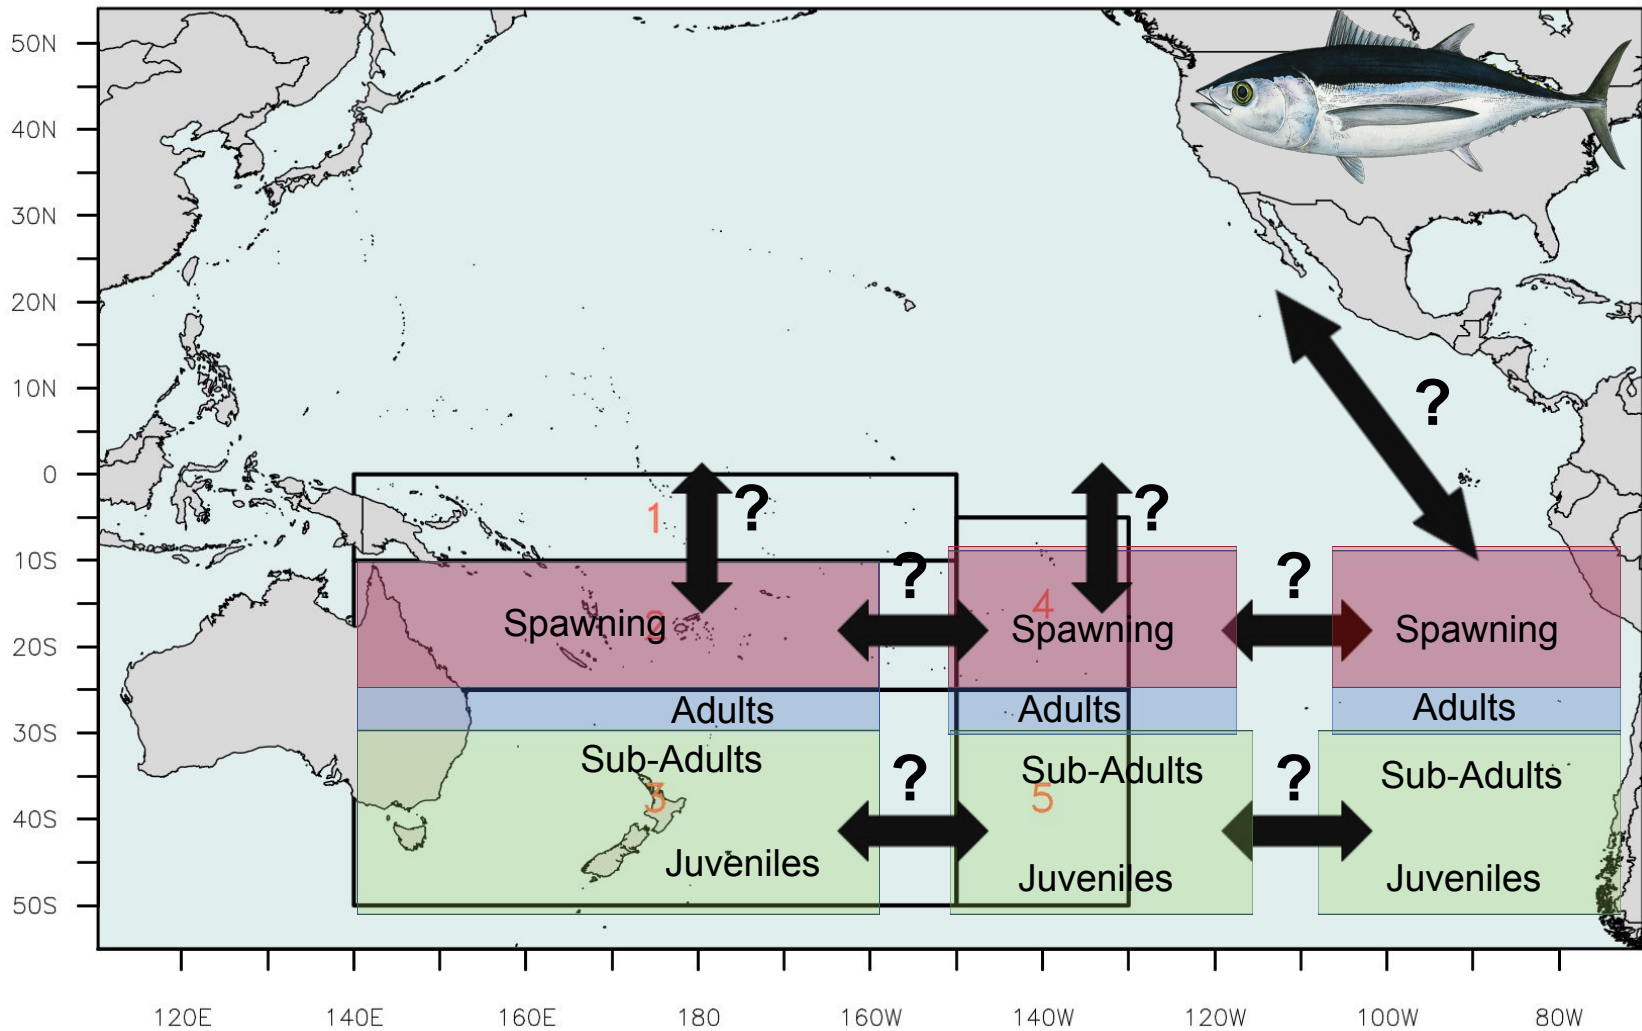 50N
40N
30N
20N
10N
0
10S
20S
30S
40S
50S
120E 140E 160E 180 160W 140W 120W 100W 80W
?
1 ? ?
? ?
2 4
Spawning Spawning Spawning
Adults Adults Adults
Sub-Adults Sub-Adults Sub-Adults
? ?
3 5
Juveniles Juveniles Juveniles